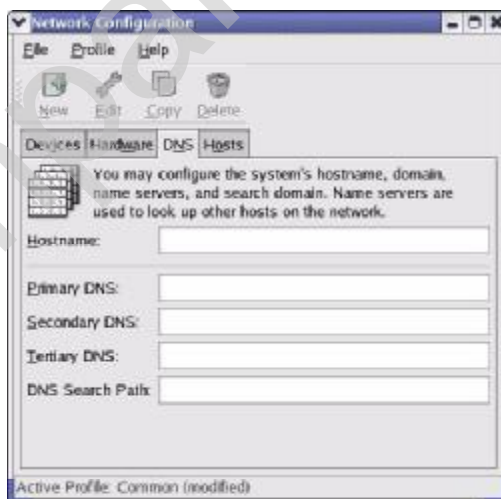 Network Configuration
File Profile Help
New Edit Copy Delete
Devices Hardware DNS Hosts
You may configure the system's hostname, domain,
name servers, and search domain. Name servers are
used to look up other hosts on the network.
Hostname:
Primary DNS:
Secondary DNS:
Tertiary DNS:
DNS Search Path:
Active Profile: Common (modified)